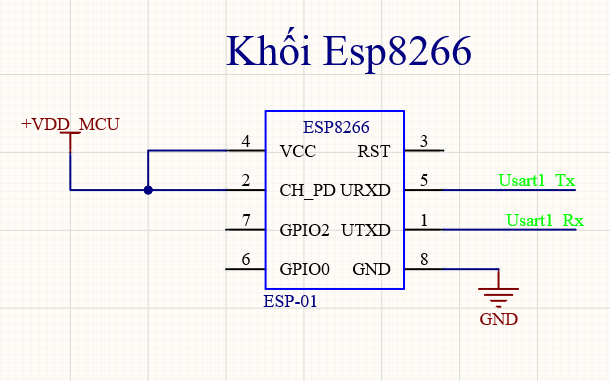 Khối Esp8266
+VDD_MCU
ESP8266
4 VCC RST 3
2 CH_PD URXD 5 Usart1_Tx
7 GPIO2 UTXD 1 Usart1_Rx
6 GPIO0 GND 8
ESP-01
GND